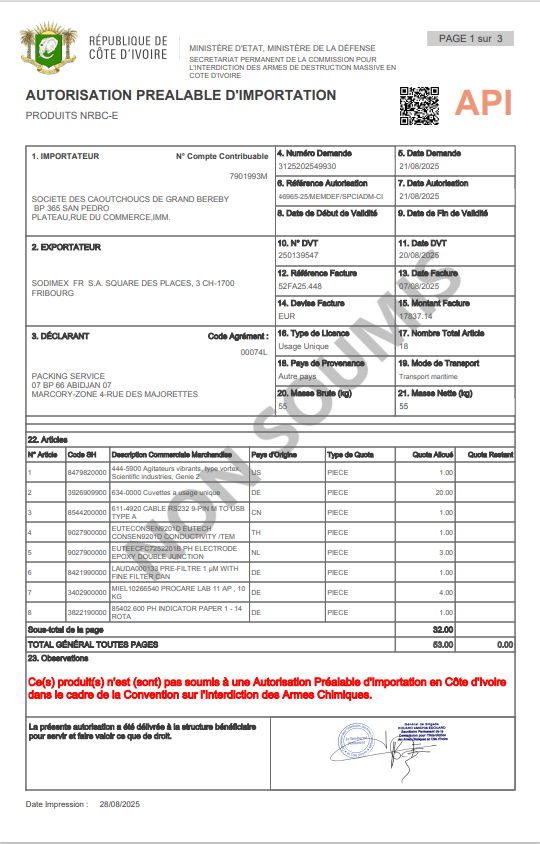 RÉPUBLIQUE DE
CÔTE D'IVOIRE
MINISTÈRE D'ETAT, MINISTÈRE DE LA DÉFENSE
SECRETARIAT PERMANENT DE LA COMMISSION POUR
L'INTERDICTION DES ARMES DE DESTRUCTION MASSIVE EN
COTE D'IVOIRE
PAGE 1 sur 3
AUTORISATION PREALABLE D'IMPORTATION
PRODUITS NRBC-E
API
1. IMPORTATEUR N° Compte Contribuable
7901993M
SOCIETE DES CAOUTCHOUCS DE GRAND BEREBY
BP 365 SAN PEDRO
PLATEAU,RUE DU COMMERCE,IMM.
4. Numéro Demande 5. Date Demande
3125202549930 21/08/2025
6. Référence Autorisation 7. Date Autorisation
46965-25/MEMDEF/SPCIADM-CI 21/08/2025
8. Date de Début de Validité 9. Date de Fin de Validité
2. EXPORTATEUR
SODIMEX FR S.A. SQUARE DES PLACES, 3 CH-1700
FRIBOURG
10. N° DVT 11. Date DVT
250139547 20/08/2025
12. Référence Facture 13. Date Facture
52FA25.448 07/08/2025
14. Devise Facture 15. Montant Facture
EUR 17837.14
3. DÉCLARANT Code Agrément :
00074L
PACKING SERVICE
07 BP 66 ABIDJAN 07
MARCORY-ZONE 4-RUE DES MAJORETTES
16. Type de Licence 17. Nombre Total Article
Usage Unique 18
18. Pays de Provenance 19. Mode de Transport
Autre pays Transport maritime
20. Masse Brute (kg) 21. Masse Nette (kg)
55 55
NON SOUMIS
22. Articles
N° Article Code SH Description Commerciale Marchandise Pays d'Origine Type de Quota Quota Alloué Quota Restant
1 8479820000 444-5900 Agitateurs vibrants, type vortex, US PIECE 1.00
Scientific industries, Genie 2
2 3926909900 634-0000 Cuvettes a usage unique DE PIECE 20.00
3 8544200000 611-4920 CABLE RS232 9-PIN M TO USB CN PIECE 1.00
TYPE A
4 9027900000 EUTECONSEN9201D EUTECH TH PIECE 1.00
CONSEN9201D CONDUCTIVITY /TEM
5 9027900000 PH ELECTRODE NL PIECE 3.00
EPOXY DOUBLE JUNCTION
6 8421990000 LAUDA000133 PRE-FILTRE 1 µM WITH DE PIECE 1.00
FINE FILTER CAN
7 3402900000 MIEL10266540 PROCARE LAB 11 AP , 10 DE PIECE 4.00
KG
8 3822190000 85402.600 PH INDICATOR PAPER 1 - 14 DE PIECE 1.00
ROTA
Sous-total de la page 32.00
TOTAL GÉNÉRAL TOUTES PAGES 53.00 0.00
23. Observations
Ce(s) produit(s) n'est (sont) pas soumis à une Autorisation Préalable d'Importation en Côte d'Ivoire
dans le cadre de la Convention sur l'Interdiction des Armes Chimiques.
La présente autorisation a été délivrée à la structure bénéficiaire
pour servir et faire valoir ce que de droit.
Date Impression : 28/08/2025